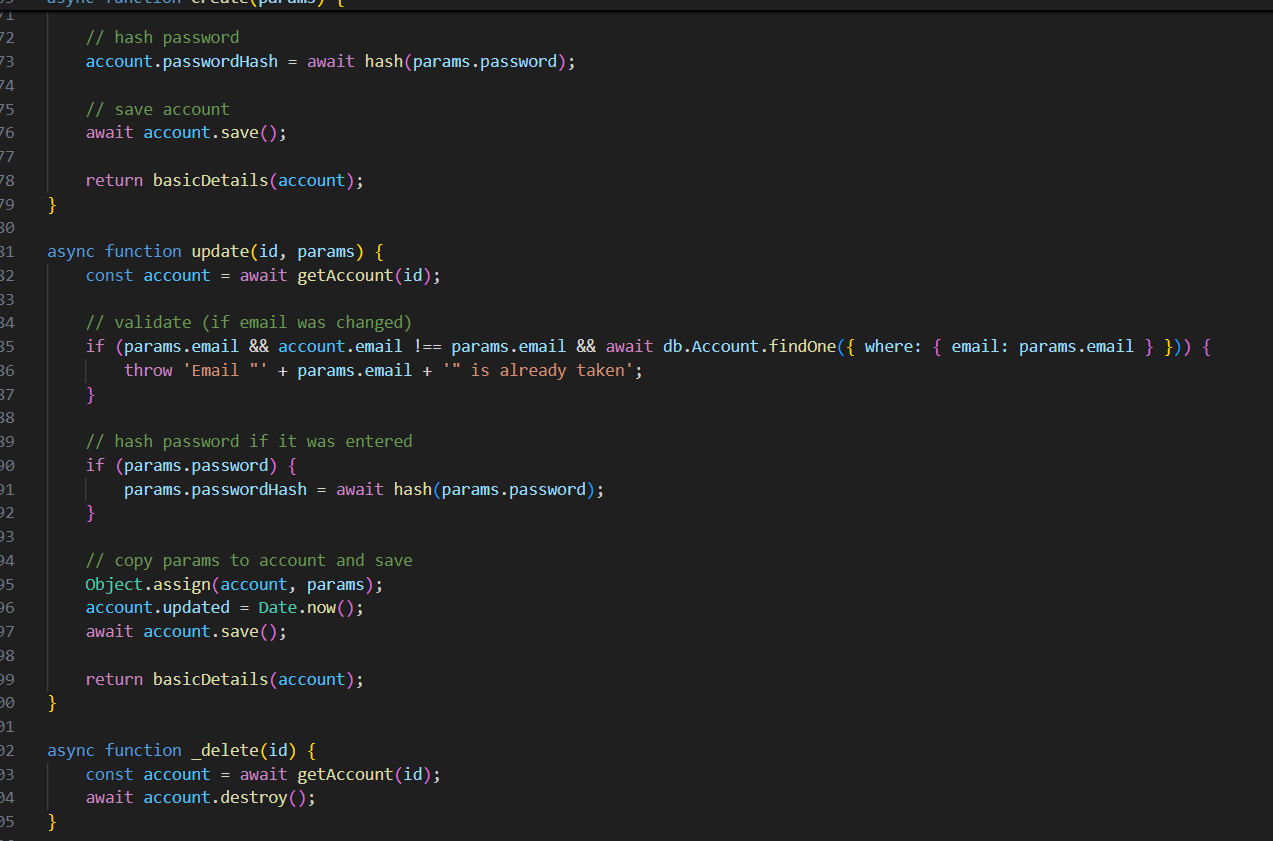 async function create(params) {
71
72
    // hash password
73
    account.passwordHash = await hash(params.password);
74
75
    // save account
76
    await account.save();
77
78
    return basicDetails(account);
79
}
80
81
async function update(id, params) {
82
    const account = await getAccount(id);
83
84
    // validate (if email was changed)
85
    if (params.email && account.email !== params.email && await db.Account.findOne({ where: { email: params.email } })) {
86
        throw 'Email "' + params.email + '" is already taken';
87
    }
88
89
    // hash password if it was entered
90
    if (params.password) {
91
        params.passwordHash = await hash(params.password);
92
    }
93
94
    // copy params to account and save
95
    Object.assign(account, params);
96
    account.updated = Date.now();
97
    await account.save();
98
99
    return basicDetails(account);
00
}
01
02
async function _delete(id) {
03
    const account = await getAccount(id);
04
    await account.destroy();
05
}